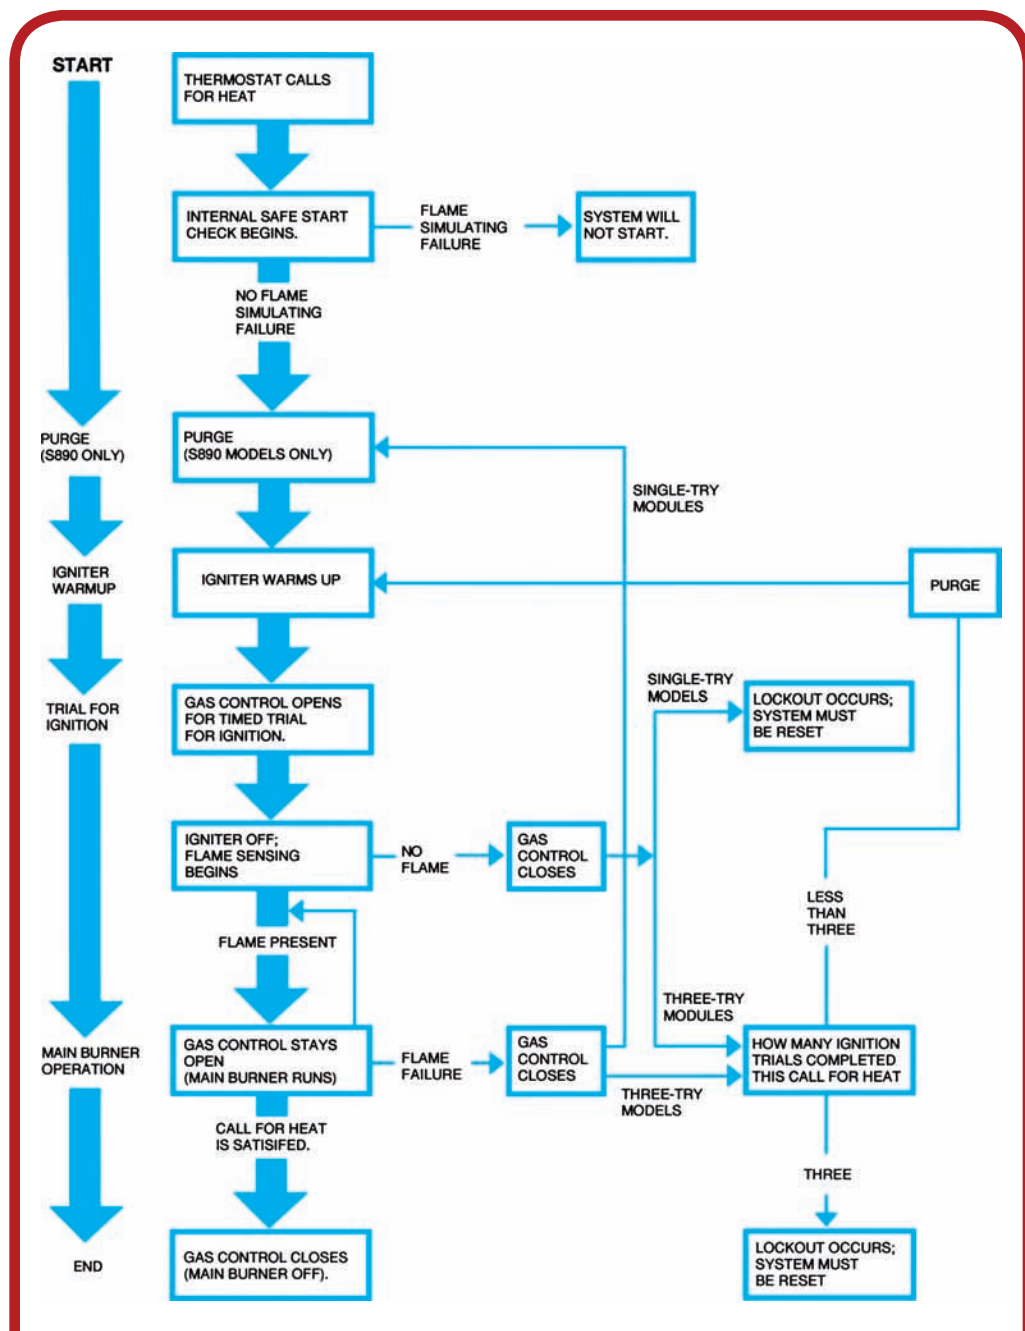 START
THERMOSTAT CALLS
FOR HEAT
INTERNAL SAFE START
CHECK BEGINS.
FLAME
SIMULATING
FAILURE
SYSTEM WILL
NOT START.
NO FLAME
SIMULATING
FAILURE
PURGE
(S890 ONLY)
PURGE
(S890 MODELS ONLY)
SINGLE-TRY
MODULES
IGNITER
WARMUP
IGNITER WARMS UP
PURGE
TRIAL FOR
IGNITION
GAS CONTROL OPENS
FOR TIMED TRIAL
FOR IGNITION.
SINGLE-TRY
MODELS
LOCKOUT OCCURS;
SYSTEM MUST
BE RESET
IGNITER OFF;
FLAME SENSING
BEGINS
NO
FLAME
GAS
CONTROL
CLOSES
LESS
THAN
THREE
FLAME PRESENT
THREE-TRY
MODULES
MAIN BURNER
OPERATION
GAS CONTROL STAYS
OPEN
(MAIN BURNER RUNS)
FLAME
FAILURE
GAS
CONTROL
CLOSES
THREE-TRY
MODELS
HOW MANY IGNITION
TRIALS COMPLETED
THIS CALL FOR HEAT
CALL FOR HEAT
IS SATISIFED.
THREE
END
GAS CONTROL CLOSES
(MAIN BURNER OFF).
LOCKOUT OCCURS;
SYSTEM MUST
BE RESET